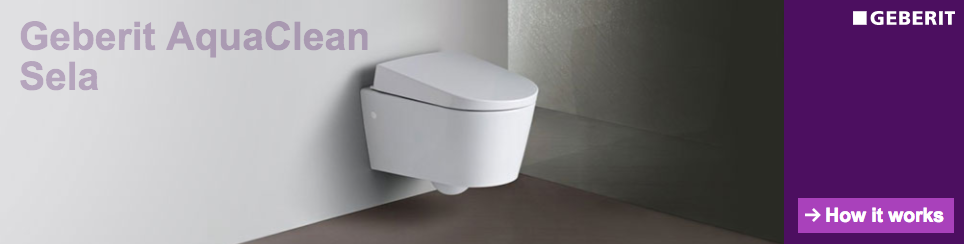 Geberit AquaClean
Sela
GEBERIT
→ How it works